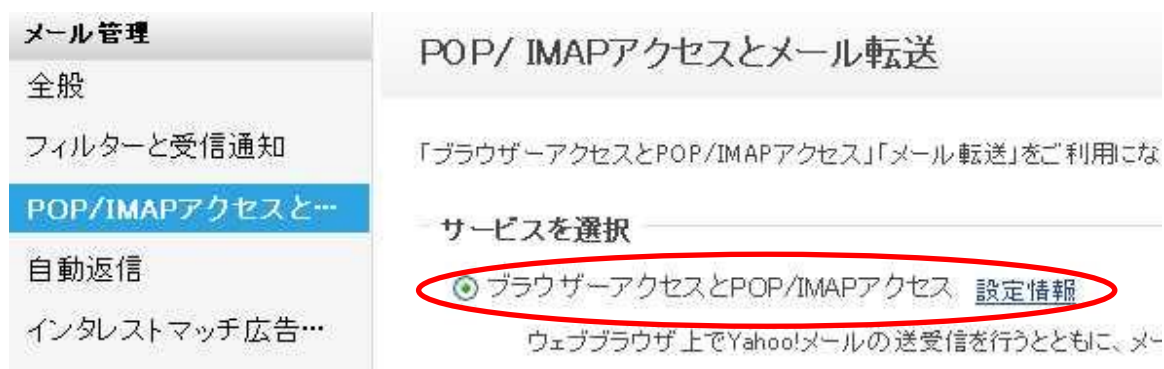 メール管理
全般
フィルターと受信通知
POP/IMAPアクセスと…
自動返信
インタレストマッチ広告…
POP/ IMAPアクセスとメール転送
「ブラウザーアクセスとPOP/IMAPアクセス」「メール転送」をご利用にな
サービスを選択
ブラウザーアクセスとPOP/IMAPアクセス 設定情報
ウェブブラウザ上でYahoo!メールの送受信を行うとともに、メー